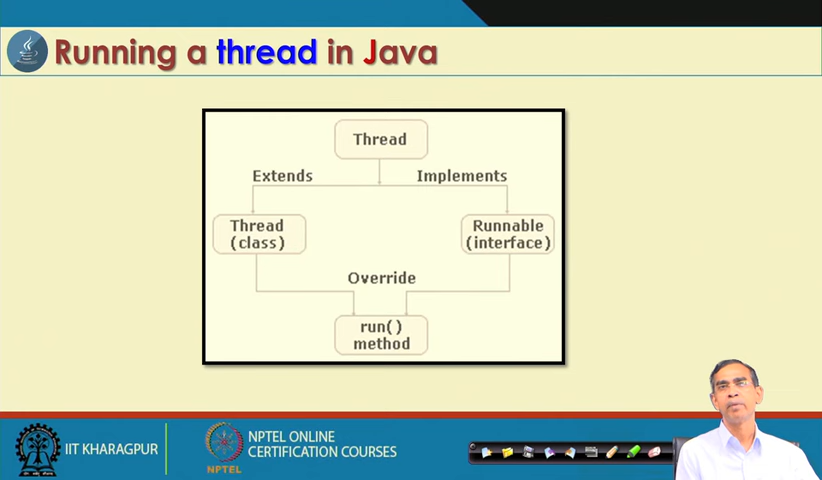 Running a thread in Java
Thread
Extends
Implements
Thread
(class)
Runnable
(interface)
Override
run()
method
IIT KHARAGPUR
NPTEL
NPTEL ONLINE
CERTIFICATION COURSES